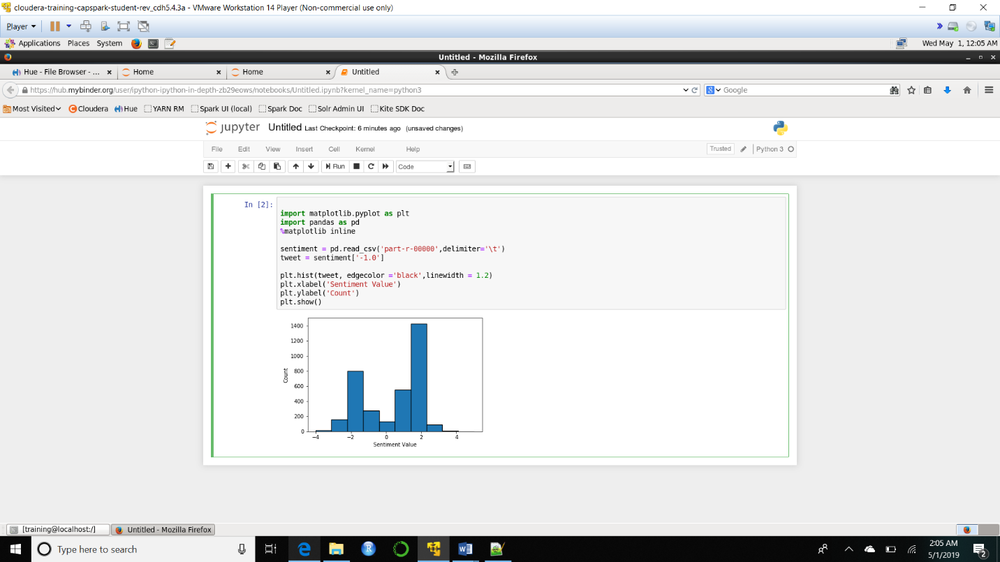 cloudera-training-capspark-student-rev_cdh5.4.3a - VMware Workstation 14 Player (Non-commercial use only)
Player
Applications Places System Wed May 1, 12:05 AM
Untitled - Mozilla Firefox
Hue - File Browser - ... Home Home Untitled
https://hub.mybinder.org/user/ipython-ipython-in-depth-zb29eows/notebooks/Untitled.ipynb?kernel_name=python3 Google
Most Visited Cloudera Hue YARN RM Spark UI (local) Spark Doc Solr Admin UI Kite SDK Doc
jupyter Untitled Last Checkpoint: 6 minutes ago (unsaved changes)
File Edit View Insert Cell Kernel Help Trusted Python 3
Run Code
In [2]:
import matplotlib.pyplot as plt
import pandas as pd
%matplotlib inline
sentiment = pd.read_csv('part-r-00000',delimiter='\t')
tweet = sentiment['-1.0']
plt.hist(tweet, edgecolor ='black',linewidth = 1.2)
plt.xlabel('Sentiment Value')
plt.ylabel('Count')
plt.show()
1400
1200
1000
800
600
400
200
0
Count
−4 −2 0 2 4
Sentiment Value
[training@localhost:/] Untitled - Mozilla Firefox
Type here to search
2:05 AM
5/1/2019
2